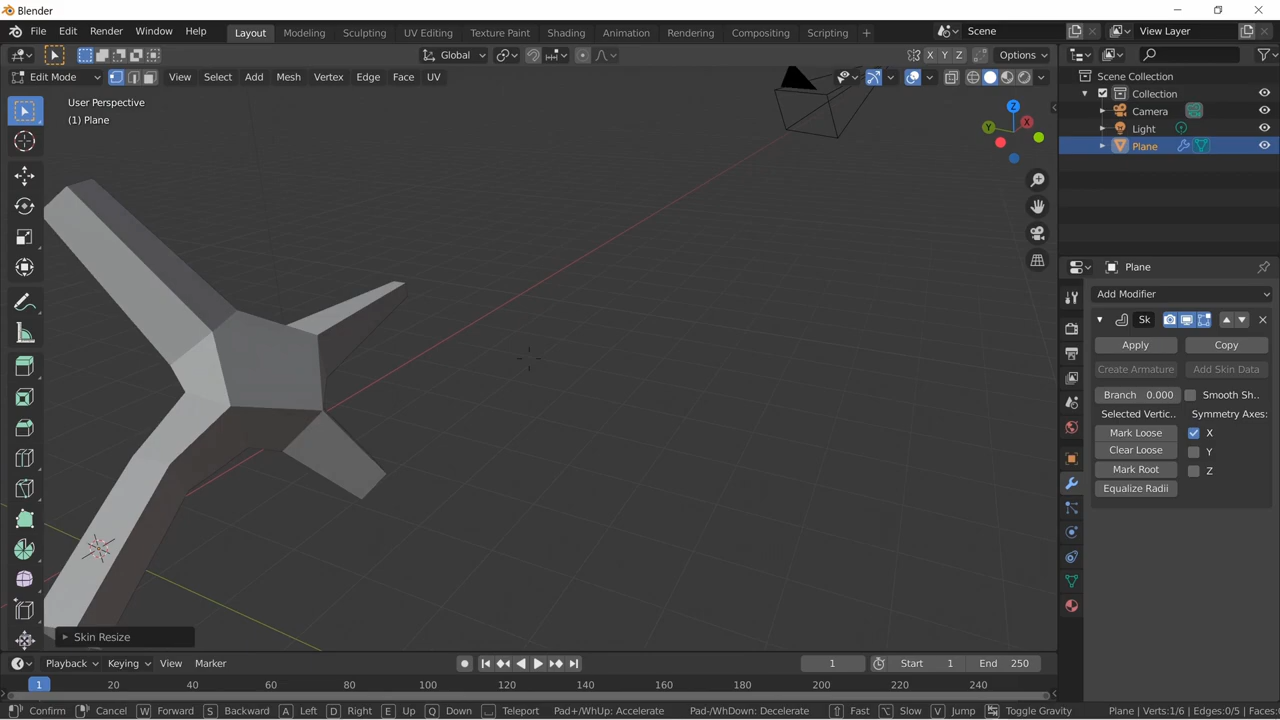 Blender
File Edit Render Window Help
Layout Modeling Sculpting UV Editing Texture Paint Shading Animation Rendering Compositing Scripting +
Scene
View Layer
Global
X Y Z
Options
Edit Mode
View Select Add Mesh Vertex Edge Face UV
User Perspective
(1) Plane
Z
Y
X
Scene Collection
Collection
Camera
Light
Plane
Plane
Add Modifier
Sk
Apply Copy
Create Armature Add Skin Data
Branch 0.000 Smooth Sh..
Selected Vertic.. Symmetry Axes:
Mark Loose X
Clear Loose Y
Mark Root Z
Equalize Radii
Skin Resize
Playback Keying View Marker
1 Start 1 End 250
1 20 40 60 80 100 120 140 160 180 200 220 240
Confirm Cancel W Forward S Backward A Left D Right E Up Q Down Teleport Pad+/WhUp: Accelerate Pad-/WhDown: Decelerate Fast Slow V Jump Toggle Gravity Plane | Verts:1/6 | Edges:0/5 | Faces: